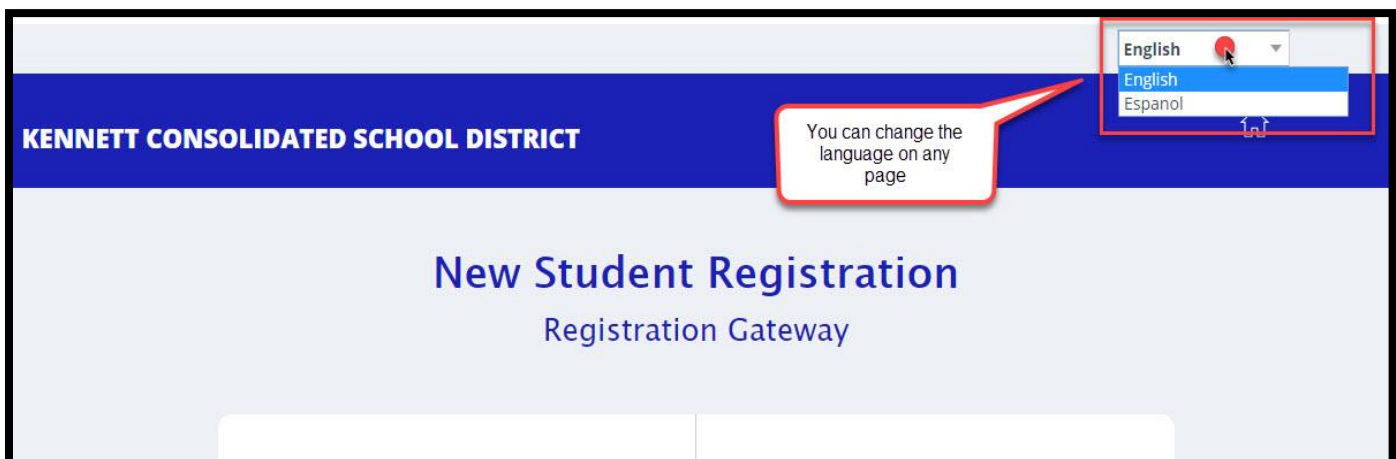 English
English
Espanol
KENNETT CONSOLIDATED SCHOOL DISTRICT
You can change the
language on any
page
New Student Registration
Registration Gateway